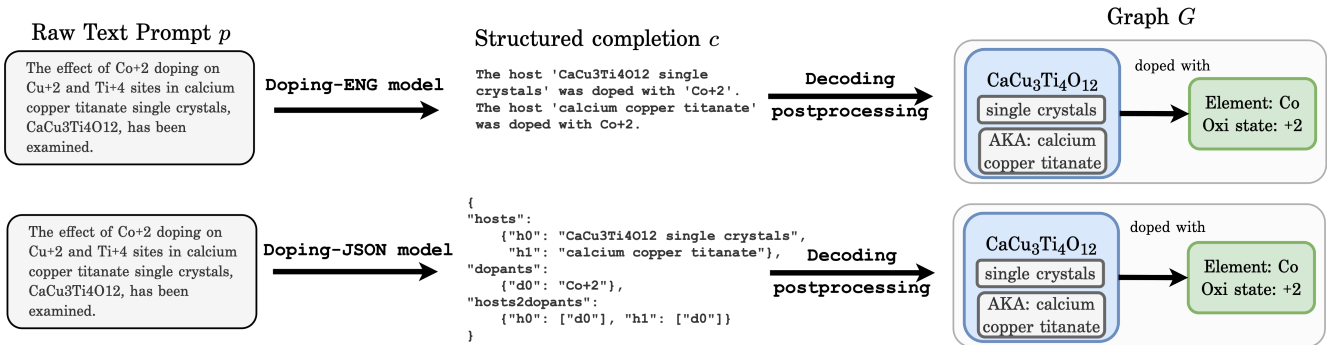 Raw Text Prompt p
The effect of Co+2 doping on
Cu+2 and Ti+4 sites in calcium
copper titanate single crystals,
CaCu3Ti4O12, has been
examined.
Doping-ENG model
Structured completion c
The host 'CaCu3Ti4O12 single
crystals' was doped with 'Co+2'.
The host 'calcium copper titanate'
was doped with Co+2.
Decoding
postprocessing
Graph G
CaCu₃Ti₄O₁₂
single crystals
AKA: calcium
copper titanate
doped with
Element: Co
Oxi state: +2
The effect of Co+2 doping on
Cu+2 and Ti+4 sites in calcium
copper titanate single crystals,
CaCu3Ti4O12, has been
examined.
Doping-JSON model
{
"hosts":
{"h0": "CaCu3Ti4O12 single crystals",
"h1": "calcium copper titanate"},
"dopants":
{"d0": "Co+2"},
"hosts2dopants":
{"h0": ["d0"], "h1": ["d0"]}
}
Decoding
postprocessing
CaCu₃Ti₄O₁₂
single crystals
AKA: calcium
copper titanate
doped with
Element: Co
Oxi state: +2